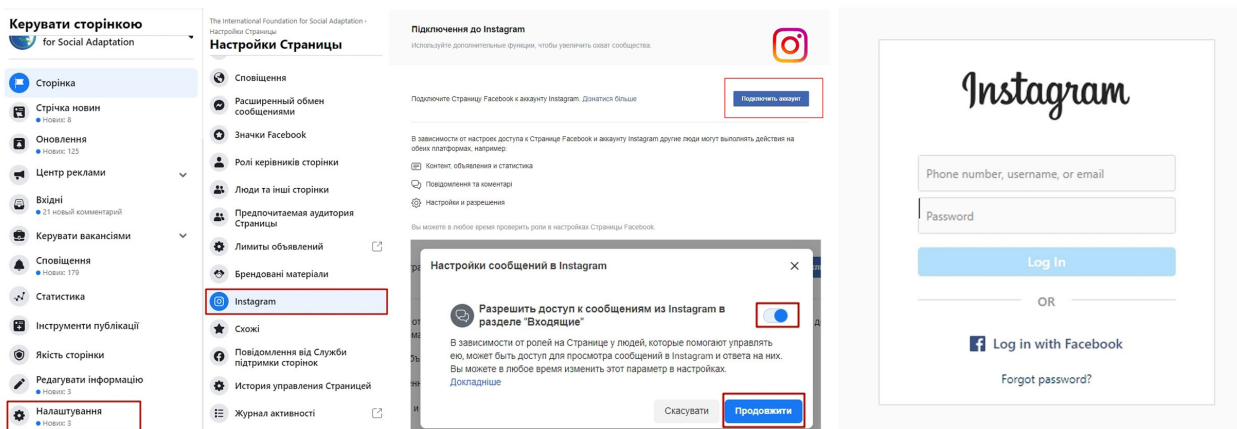 Керувати сторінкою
for Social Adaptation
Сторінка
Стрічка новин
Нових: 8
Оновлення
Нових: 125
Центр реклами
Вхідні
21 новый комментарий
Керувати вакансіями
Сповіщення
Нових: 179
Статистика
Інструменти публікації
Якість сторінки
Редагувати інформацію
Нових: 3
Налаштування
Нових: 3
The International Foundation for Social Adaptation ›
Настройки Страницы
Настройки Страницы
Сповіщення
Расширенный обмен
сообщениями
Значки Facebook
Ролі керівників сторінки
Люди та інші сторінки
Предпочитаемая аудитория
Страницы
Лимиты объявлений
Брендовані матеріали
Instagram
Схожі
Повідомлення від Служби
підтримки сторінок
История управления Страницей
Журнал активності
Підключення до Instagram
Используйте дополнительные функции, чтобы увеличить охват сообщества.
Подключите Страницу Facebook к аккаунту Instagram. Дізнатися більше
Подключить аккаунт
В зависимости от настроек доступа к Странице Facebook и аккаунту Instagram другие люди могут выполнять действия на
обеих платформах, например:
Контент, объявления и статистика
Повідомлення та коментарі
Настройки и разрешения
Вы можете в любое время проверить роли в настройках Страницы Facebook.
Настройки сообщений в Instagram
Разрешить доступ к сообщениям из Instagram в
разделе "Входящие"
В зависимости от ролей на Странице у людей, которые помогают управлять
ею, может быть доступ для просмотра сообщений в Instagram и ответа на них.
Вы можете в любое время изменить этот параметр в настройках.
Докладніше
Скасувати
Продовжити
Instagram
Phone number, username, or email
Password
Log In
OR
Log in with Facebook
Forgot password?